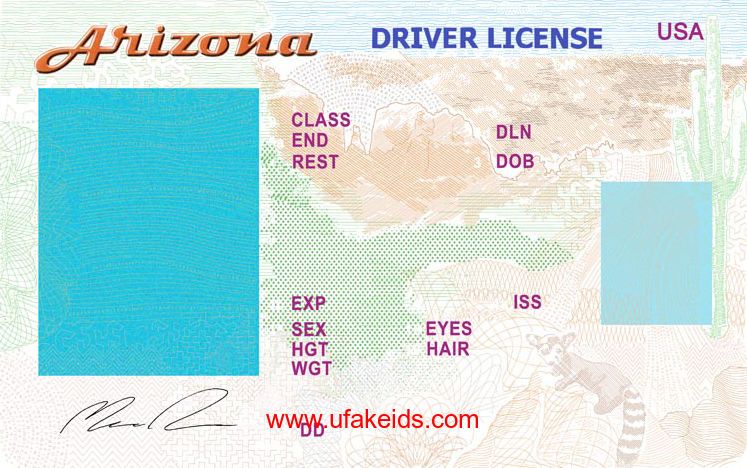 Arizona DRIVER LICENSE USA
CLASS
END
DLN
REST
DOB
EXP
ISS
SEX
EYES
HGT
HAIR
WGT
www.ufakeids.com
DD